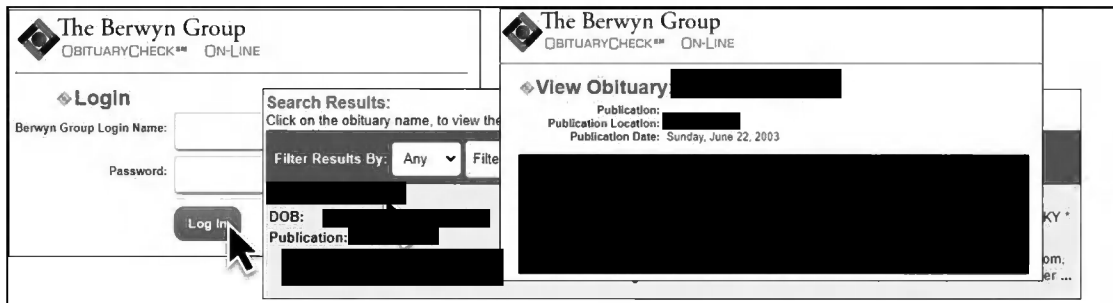 The Berwyn Group
OBITUARYCHECK℠ ON-LINE
Login
Berwyn Group Login Name:
Password:
Log In
Search Results:
Click on the obituary name, to view the
Filter Results By: Any Filte
DOB:
Publication:
KY *
om,
er ...
The Berwyn Group
OBITUARYCHECK℠ ON-LINE
View Obituary:
Publication:
Publication Location:
Publication Date: Sunday, June 22, 2003